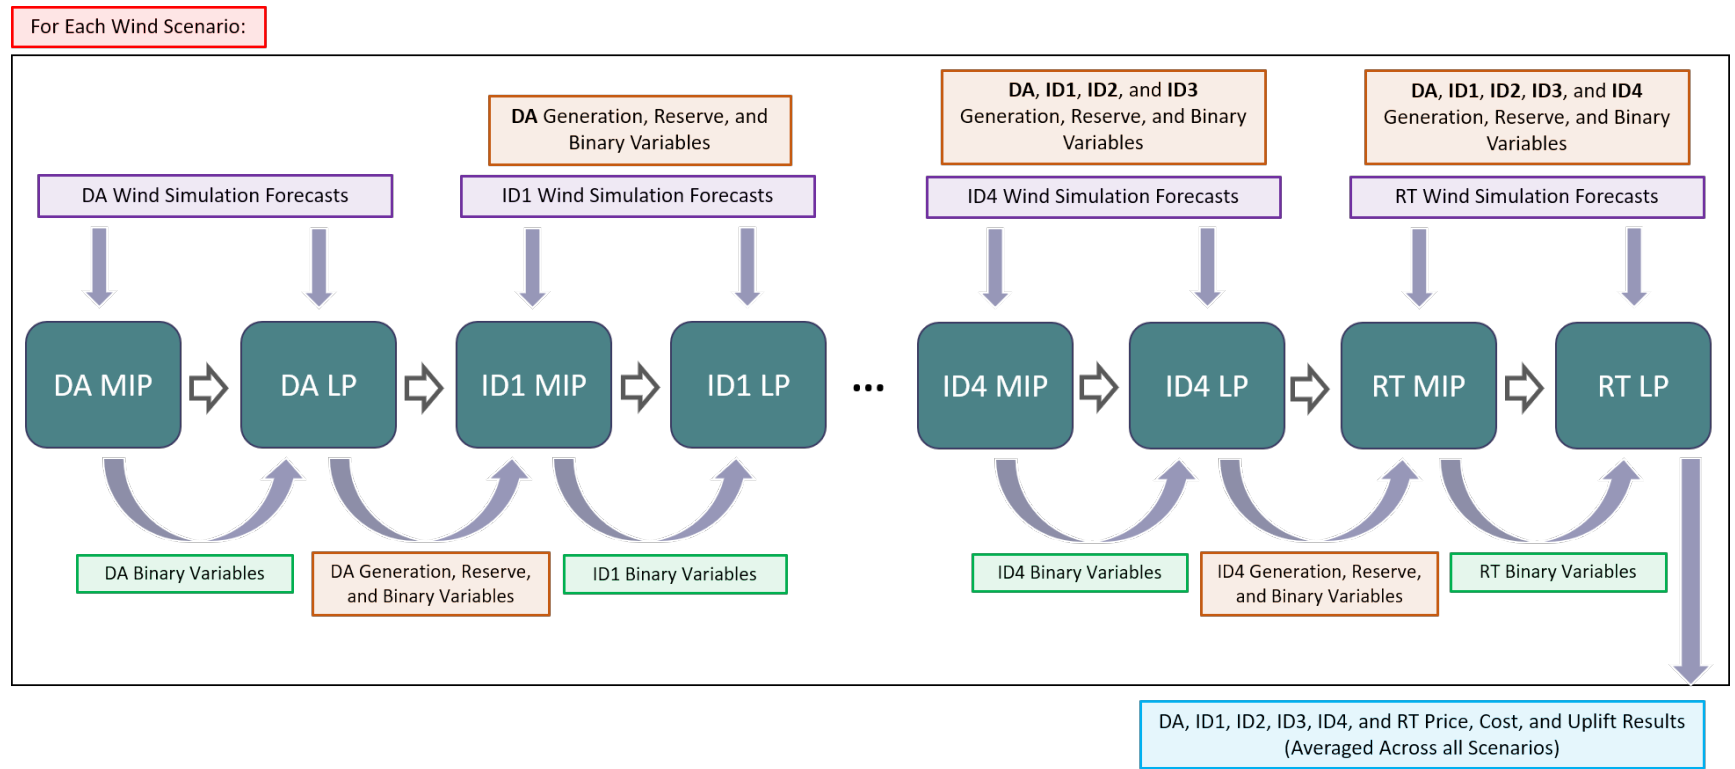 For Each Wind Scenario:
DA Generation, Reserve, and
Binary Variables
DA, ID1, ID2, and ID3
Generation, Reserve, and Binary
Variables
DA, ID1, ID2, ID3, and ID4
Generation, Reserve, and Binary
Variables
DA Wind Simulation Forecasts
ID1 Wind Simulation Forecasts
ID4 Wind Simulation Forecasts
RT Wind Simulation Forecasts
DA MIP
DA LP
ID1 MIP
ID1 LP
...
ID4 MIP
ID4 LP
RT MIP
RT LP
DA Binary Variables
DA Generation, Reserve,
and Binary Variables
ID1 Binary Variables
ID4 Binary Variables
ID4 Generation, Reserve,
and Binary Variables
RT Binary Variables
DA, ID1, ID2, ID3, ID4, and RT Price, Cost, and Uplift Results
(Averaged Across all Scenarios)